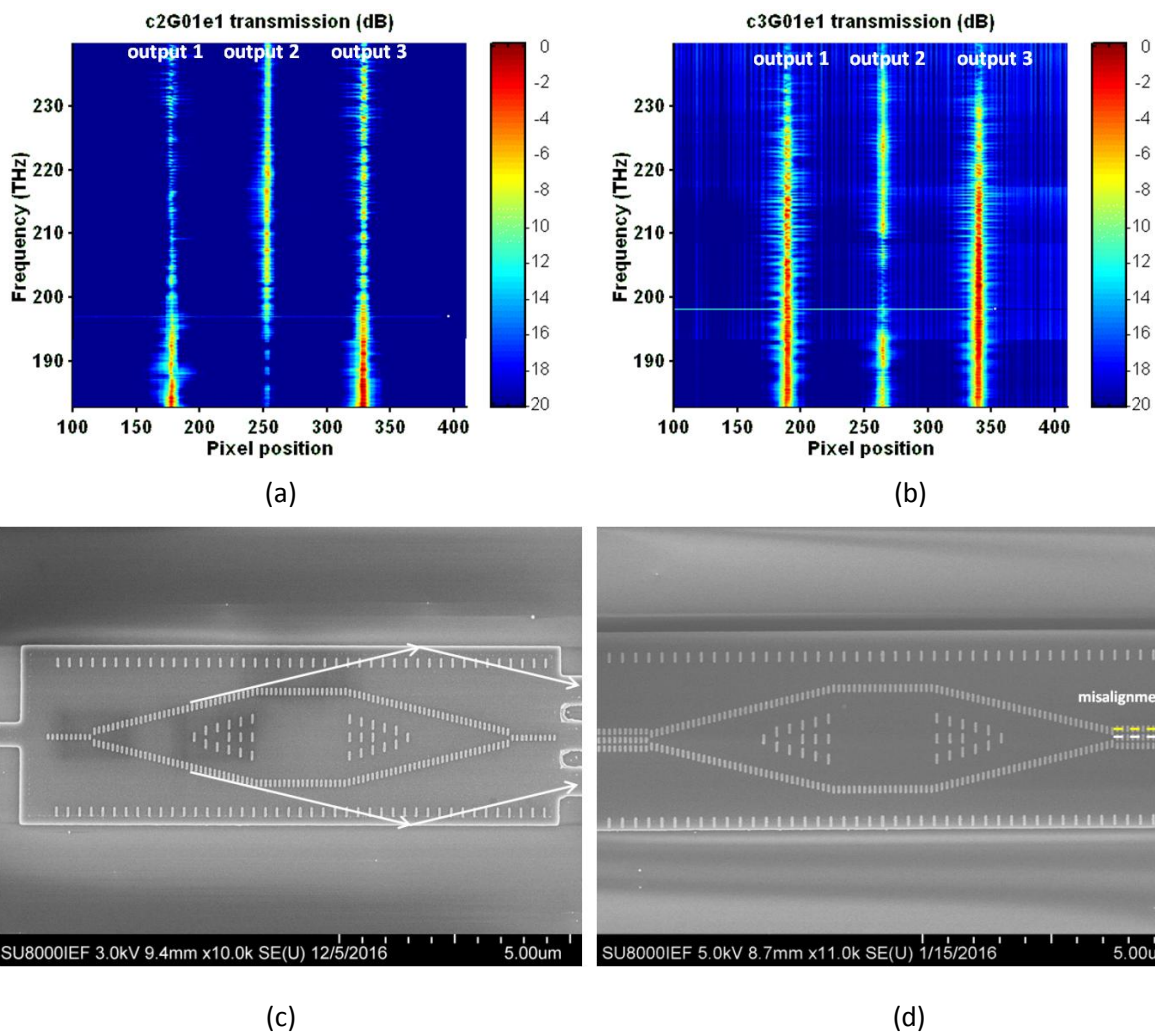 c2G01e1 transmission (dB)
output 1 output 2 output 3
Frequency (THz)
230
220
210
200
190
100 150 200 250 300 350 400
Pixel position
0
-2
-4
-6
-8
-10
-12
-14
-16
-18
-20
(a)
c3G01e1 transmission (dB)
output 1 output 2 output 3
Frequency (THz)
230
220
210
200
190
100 150 200 250 300 350 400
Pixel position
0
-2
-4
-6
-8
-10
-12
-14
-16
-18
-20
(b)
SU8000IEF 3.0kV 9.4mm x10.0k SE(U) 12/5/2016 5.00um
(c)
misalignme
SU8000IEF 5.0kV 8.7mm x11.0k SE(U) 1/15/2016 5.00u
(d)